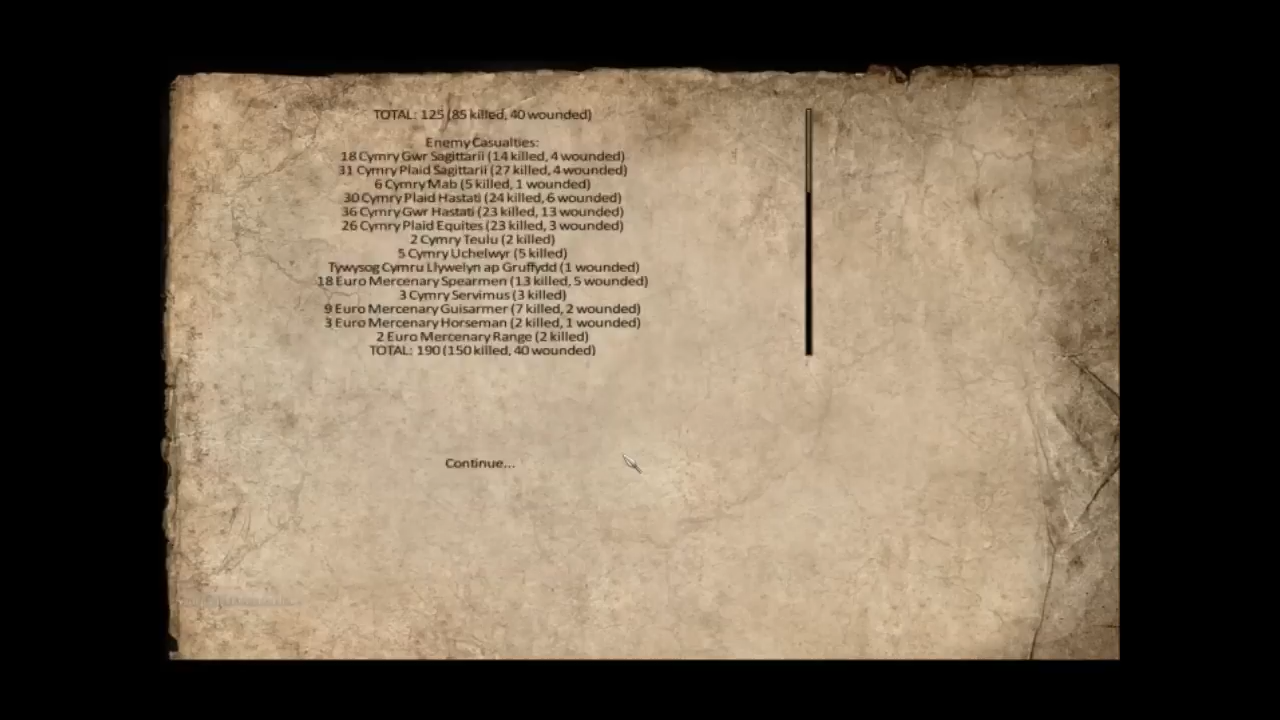 TOTAL: 125 (85 killed, 40 wounded)
Enemy Casualties:
18 Cymry Gwr Sagittarii (14 killed, 4 wounded)
31 Cymry Plaid Sagittarii (27 killed, 4 wounded)
6 Cymry Mab (5 killed, 1 wounded)
30 Cymry Plaid Hastati (24 killed, 6 wounded)
36 Cymry Gwr Hastati (23 killed, 13 wounded)
26 Cymry Plaid Equites (23 killed, 3 wounded)
2 Cymry Teulu (2 killed)
5 Cymry Uchelwyr (5 killed)
Tywysog Cymru Llywelyn ap Gruffydd (1 wounded)
18 Euro Mercenary Spearmen (13 killed, 5 wounded)
3 Cymry Servimus (3 killed)
9 Euro Mercenary Guisarmer (7 killed, 2 wounded)
3 Euro Mercenary Horseman (2 killed, 1 wounded)
2 Euro Mercenary Range (2 killed)
TOTAL: 190 (150 killed, 40 wounded)
Continue...